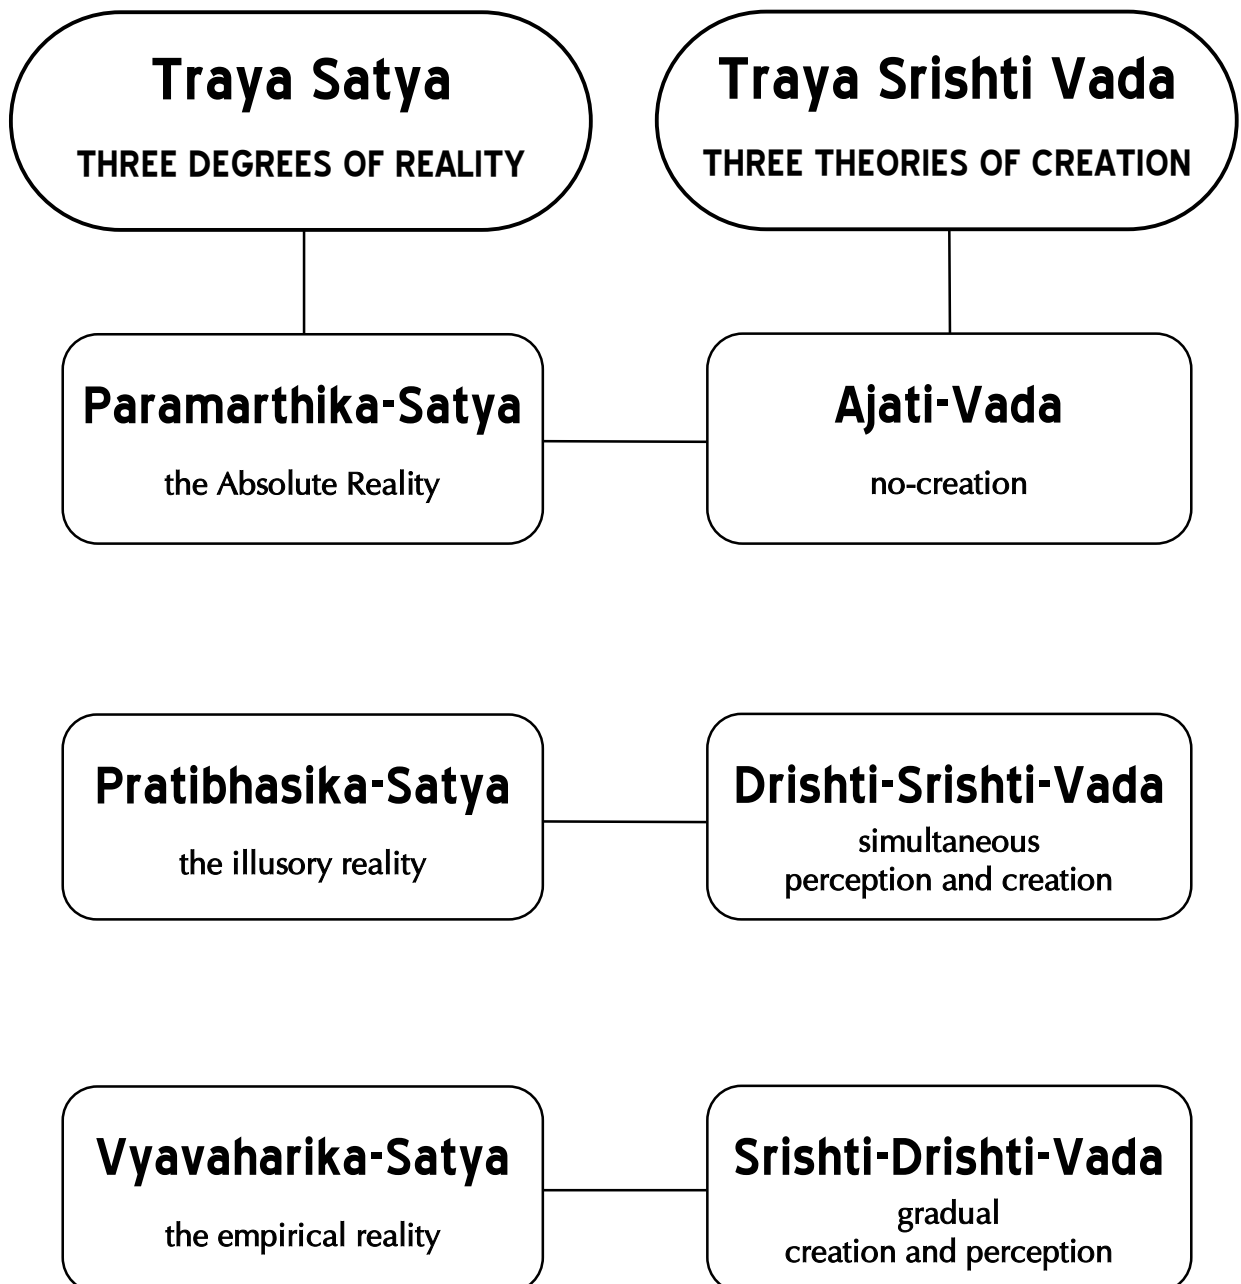 Traya Satya
THREE DEGREES OF REALITY
Traya Srishti Vada
THREE THEORIES OF CREATION
Paramarthika-Satya
the Absolute Reality
Ajati-Vada
no-creation
Pratibhasika-Satya
the illusory reality
Drishti-Srishti-Vada
simultaneous
perception and creation
Vyavaharika-Satya
the empirical reality
Srishti-Drishti-Vada
gradual
creation and perception